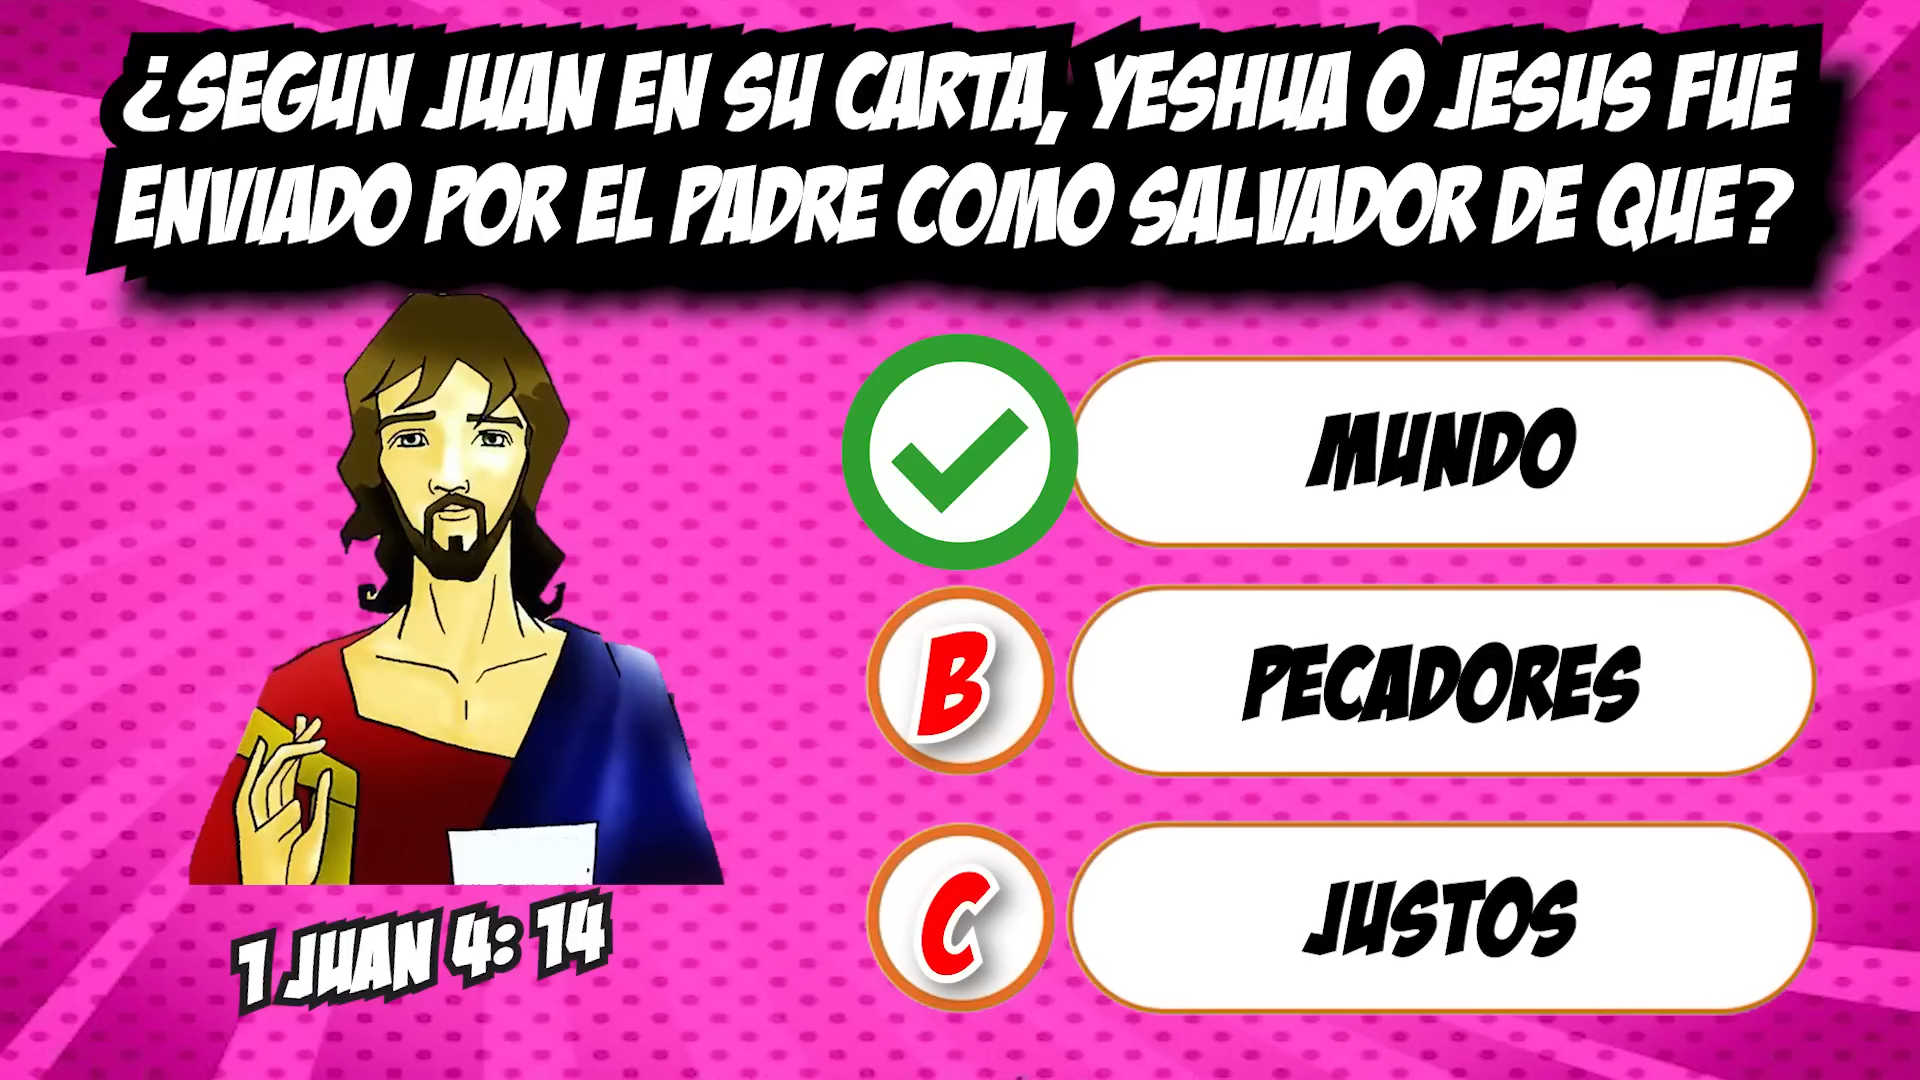 ¿SEGUN JUAN EN SU CARTA, YESHUA O JESUS FUE
ENVIADO POR EL PADRE COMO SALVADOR DE QUE?
MUNDO
B
PECADORES
C
JUSTOS
1 JUAN 4: 14